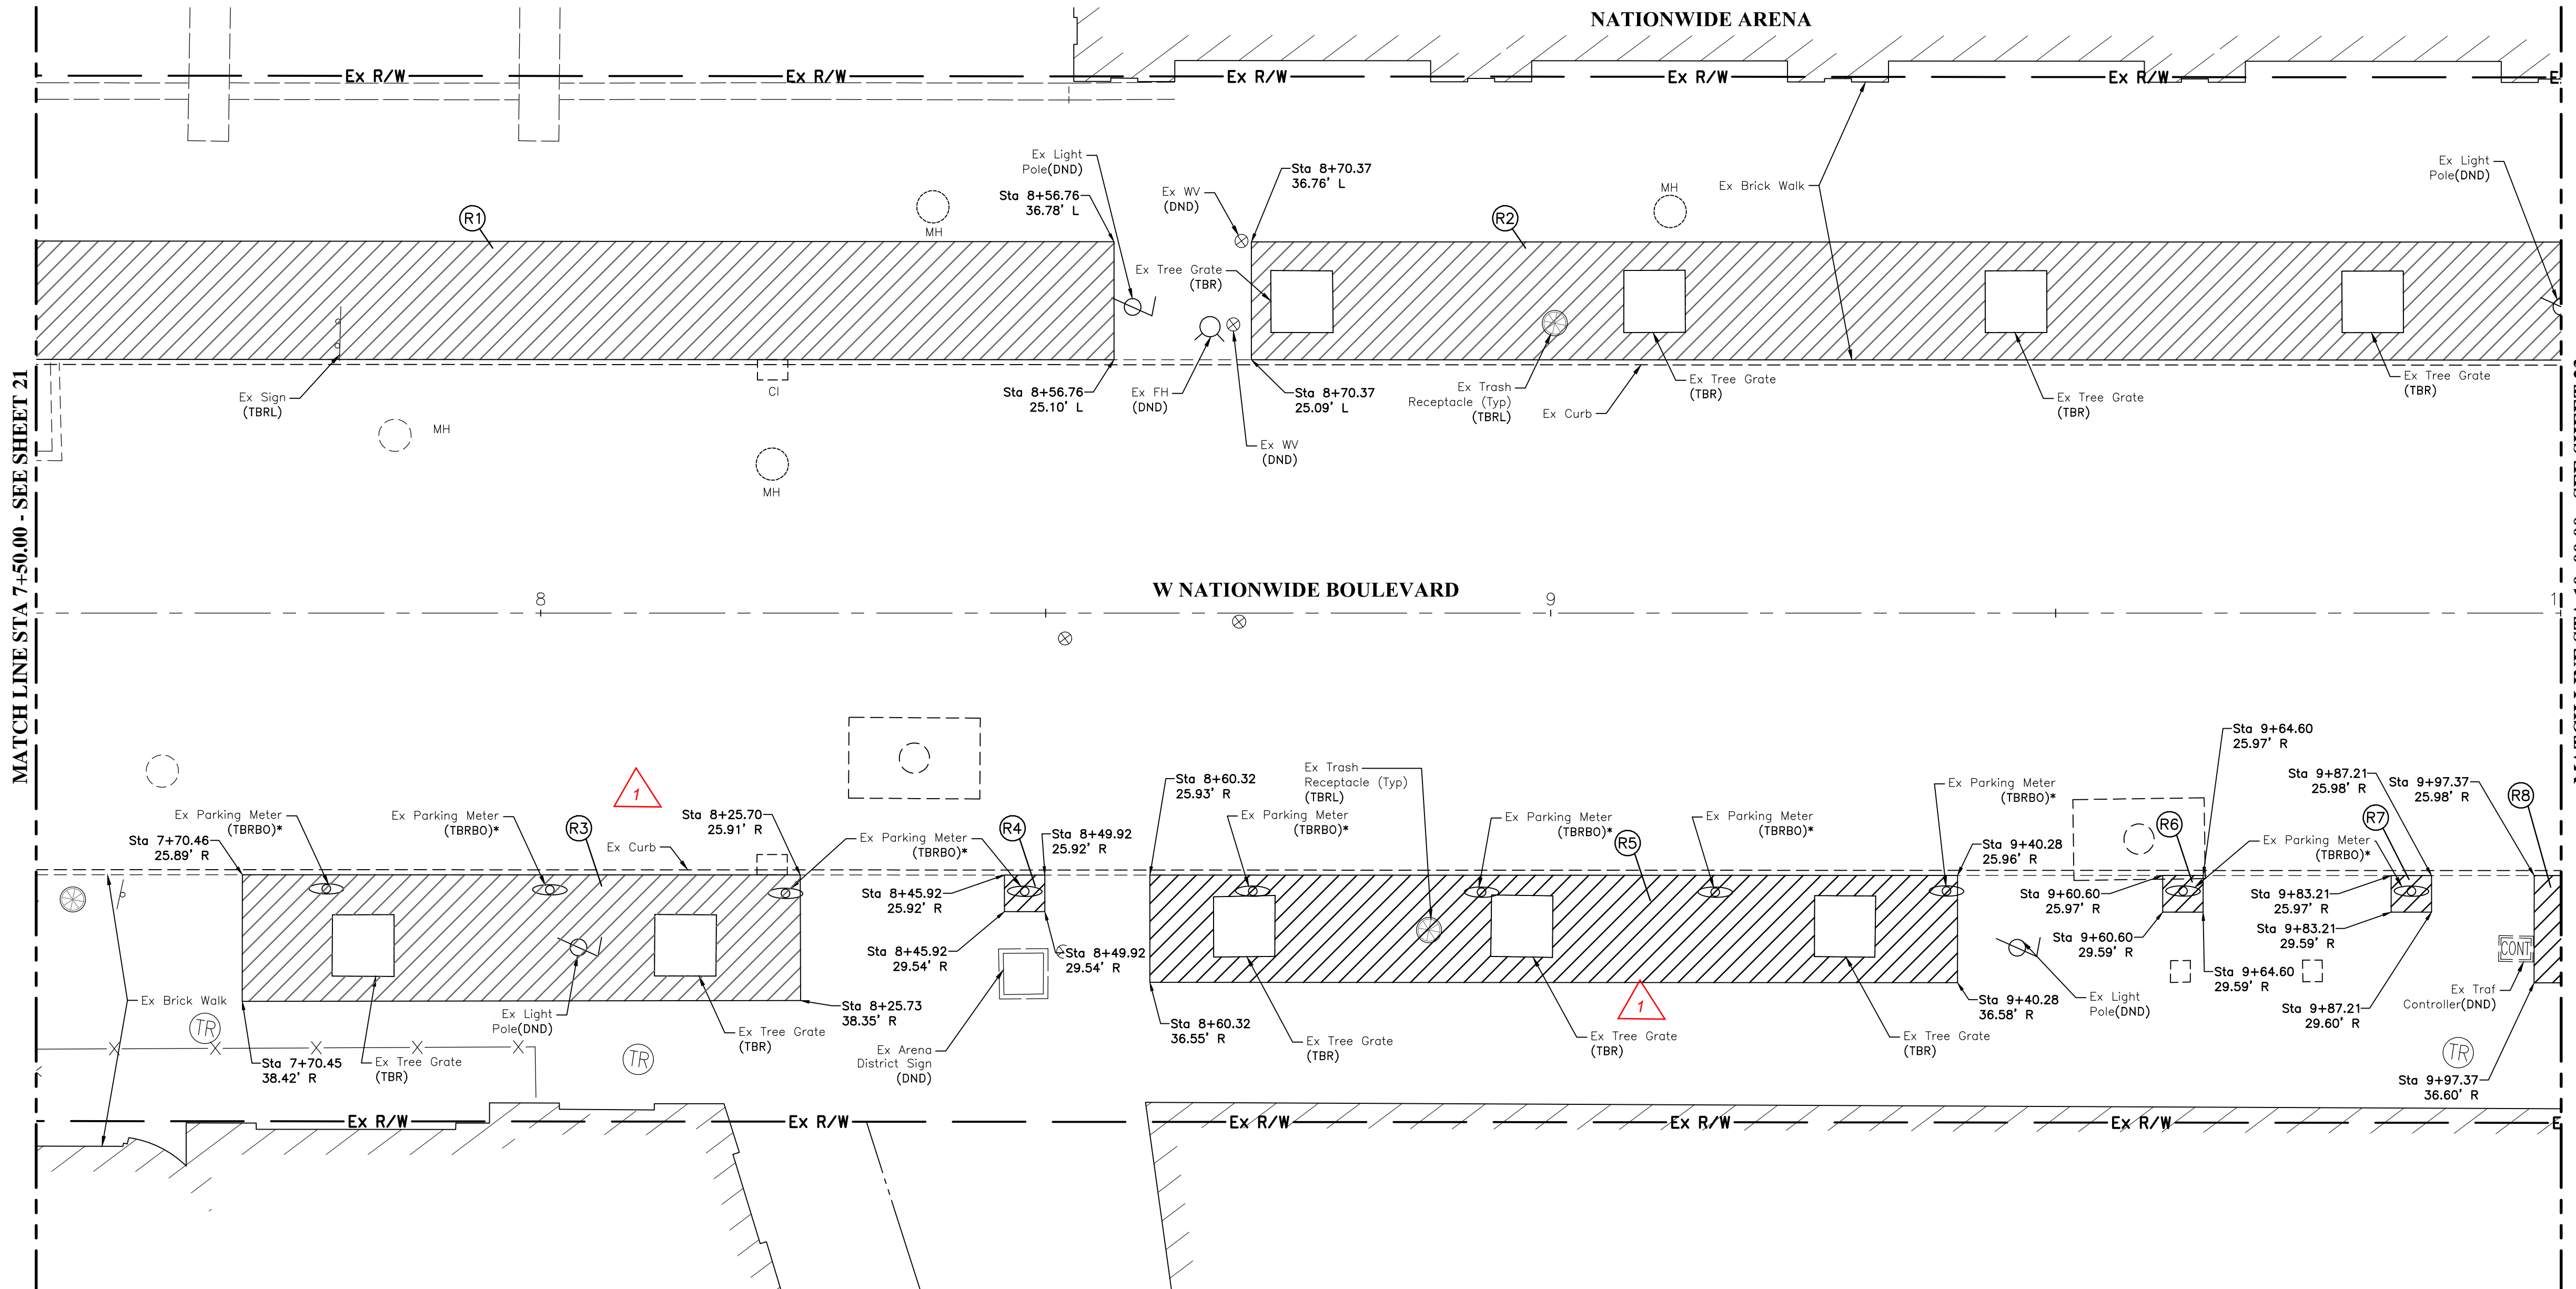 NATIONWIDE ARENA
Ex R/W
Ex R/W
Ex R/W
Ex R/W
Ex R/W
E
Ex Light
Pole(DND)
Sta 8+56.76
36.78' L
Ex WV
(DND)
Sta 8+70.37
36.76' L
MH
Ex Brick Walk
Ex Light
Pole(DND)
R1
MH
R2
Ex Tree Grate
(TBR)
Ex Sign
(TBRL)
CI
Sta 8+56.76
25.10' L
Ex FH
(DND)
Sta 8+70.37
25.09' L
Ex Trash
Receptacle (Typ)
(TBRL)
Ex Curb
Ex Tree Grate
(TBR)
Ex Tree Grate
(TBR)
Ex Tree Grate
(TBR)
MH
MH
Ex WV
(DND)
MATCH LINE STA 7+50.00 - SEE SHEET 21
W NATIONWIDE BOULEVARD
8
9
1
1
Ex Parking Meter
(TBRBO)*
Ex Parking Meter
(TBRBO)*
R3
Sta 8+25.70
25.91' R
Sta 7+70.46
25.89' R
Ex Curb
Ex Parking Meter
(TBRBO)*
R4
Sta 8+49.92
25.92' R
Sta 8+60.32
25.93' R
Ex Trash
Receptacle (Typ)
(TBRL)
Ex Parking Meter
(TBRBO)*
Ex Parking Meter
(TBRBO)*
R5
Ex Parking Meter
(TBRBO)*
Ex Parking Meter
(TBRBO)*
Sta 9+40.28
25.96' R
Sta 9+64.60
25.97' R
R6
Ex Parking Meter
(TBRBO)*
Sta 9+87.21
25.98' R
R7
Sta 9+97.37
25.98' R
R8
Sta 8+45.92
25.92' R
Sta 9+60.60
25.97' R
Sta 9+83.21
25.97' R
Sta 8+45.92
29.54' R
Sta 8+49.92
29.54' R
Sta 9+60.60
29.59' R
Sta 9+83.21
29.59' R
CONT
Sta 9+64.60
29.59' R
Ex Brick Walk
TR
Ex Light
Pole(DND)
Sta 8+25.73
38.35' R
1
Sta 9+40.28
36.58' R
Ex Light
Pole(DND)
Ex Traf
Controller(DND)
Sta 9+87.21
29.60' R
Sta 7+70.45
38.42' R
Ex Tree Grate
(TBR)
TR
Ex Tree Grate
(TBR)
Ex Arena
District Sign
(DND)
Sta 8+60.32
36.55' R
Ex Tree Grate
(TBR)
Ex Tree Grate
(TBR)
Ex Tree Grate
(TBR)
TR
Sta 9+97.37
36.60' R
Ex R/W
Ex R/W
Ex R/W
Ex R/W
Ex R/W
E